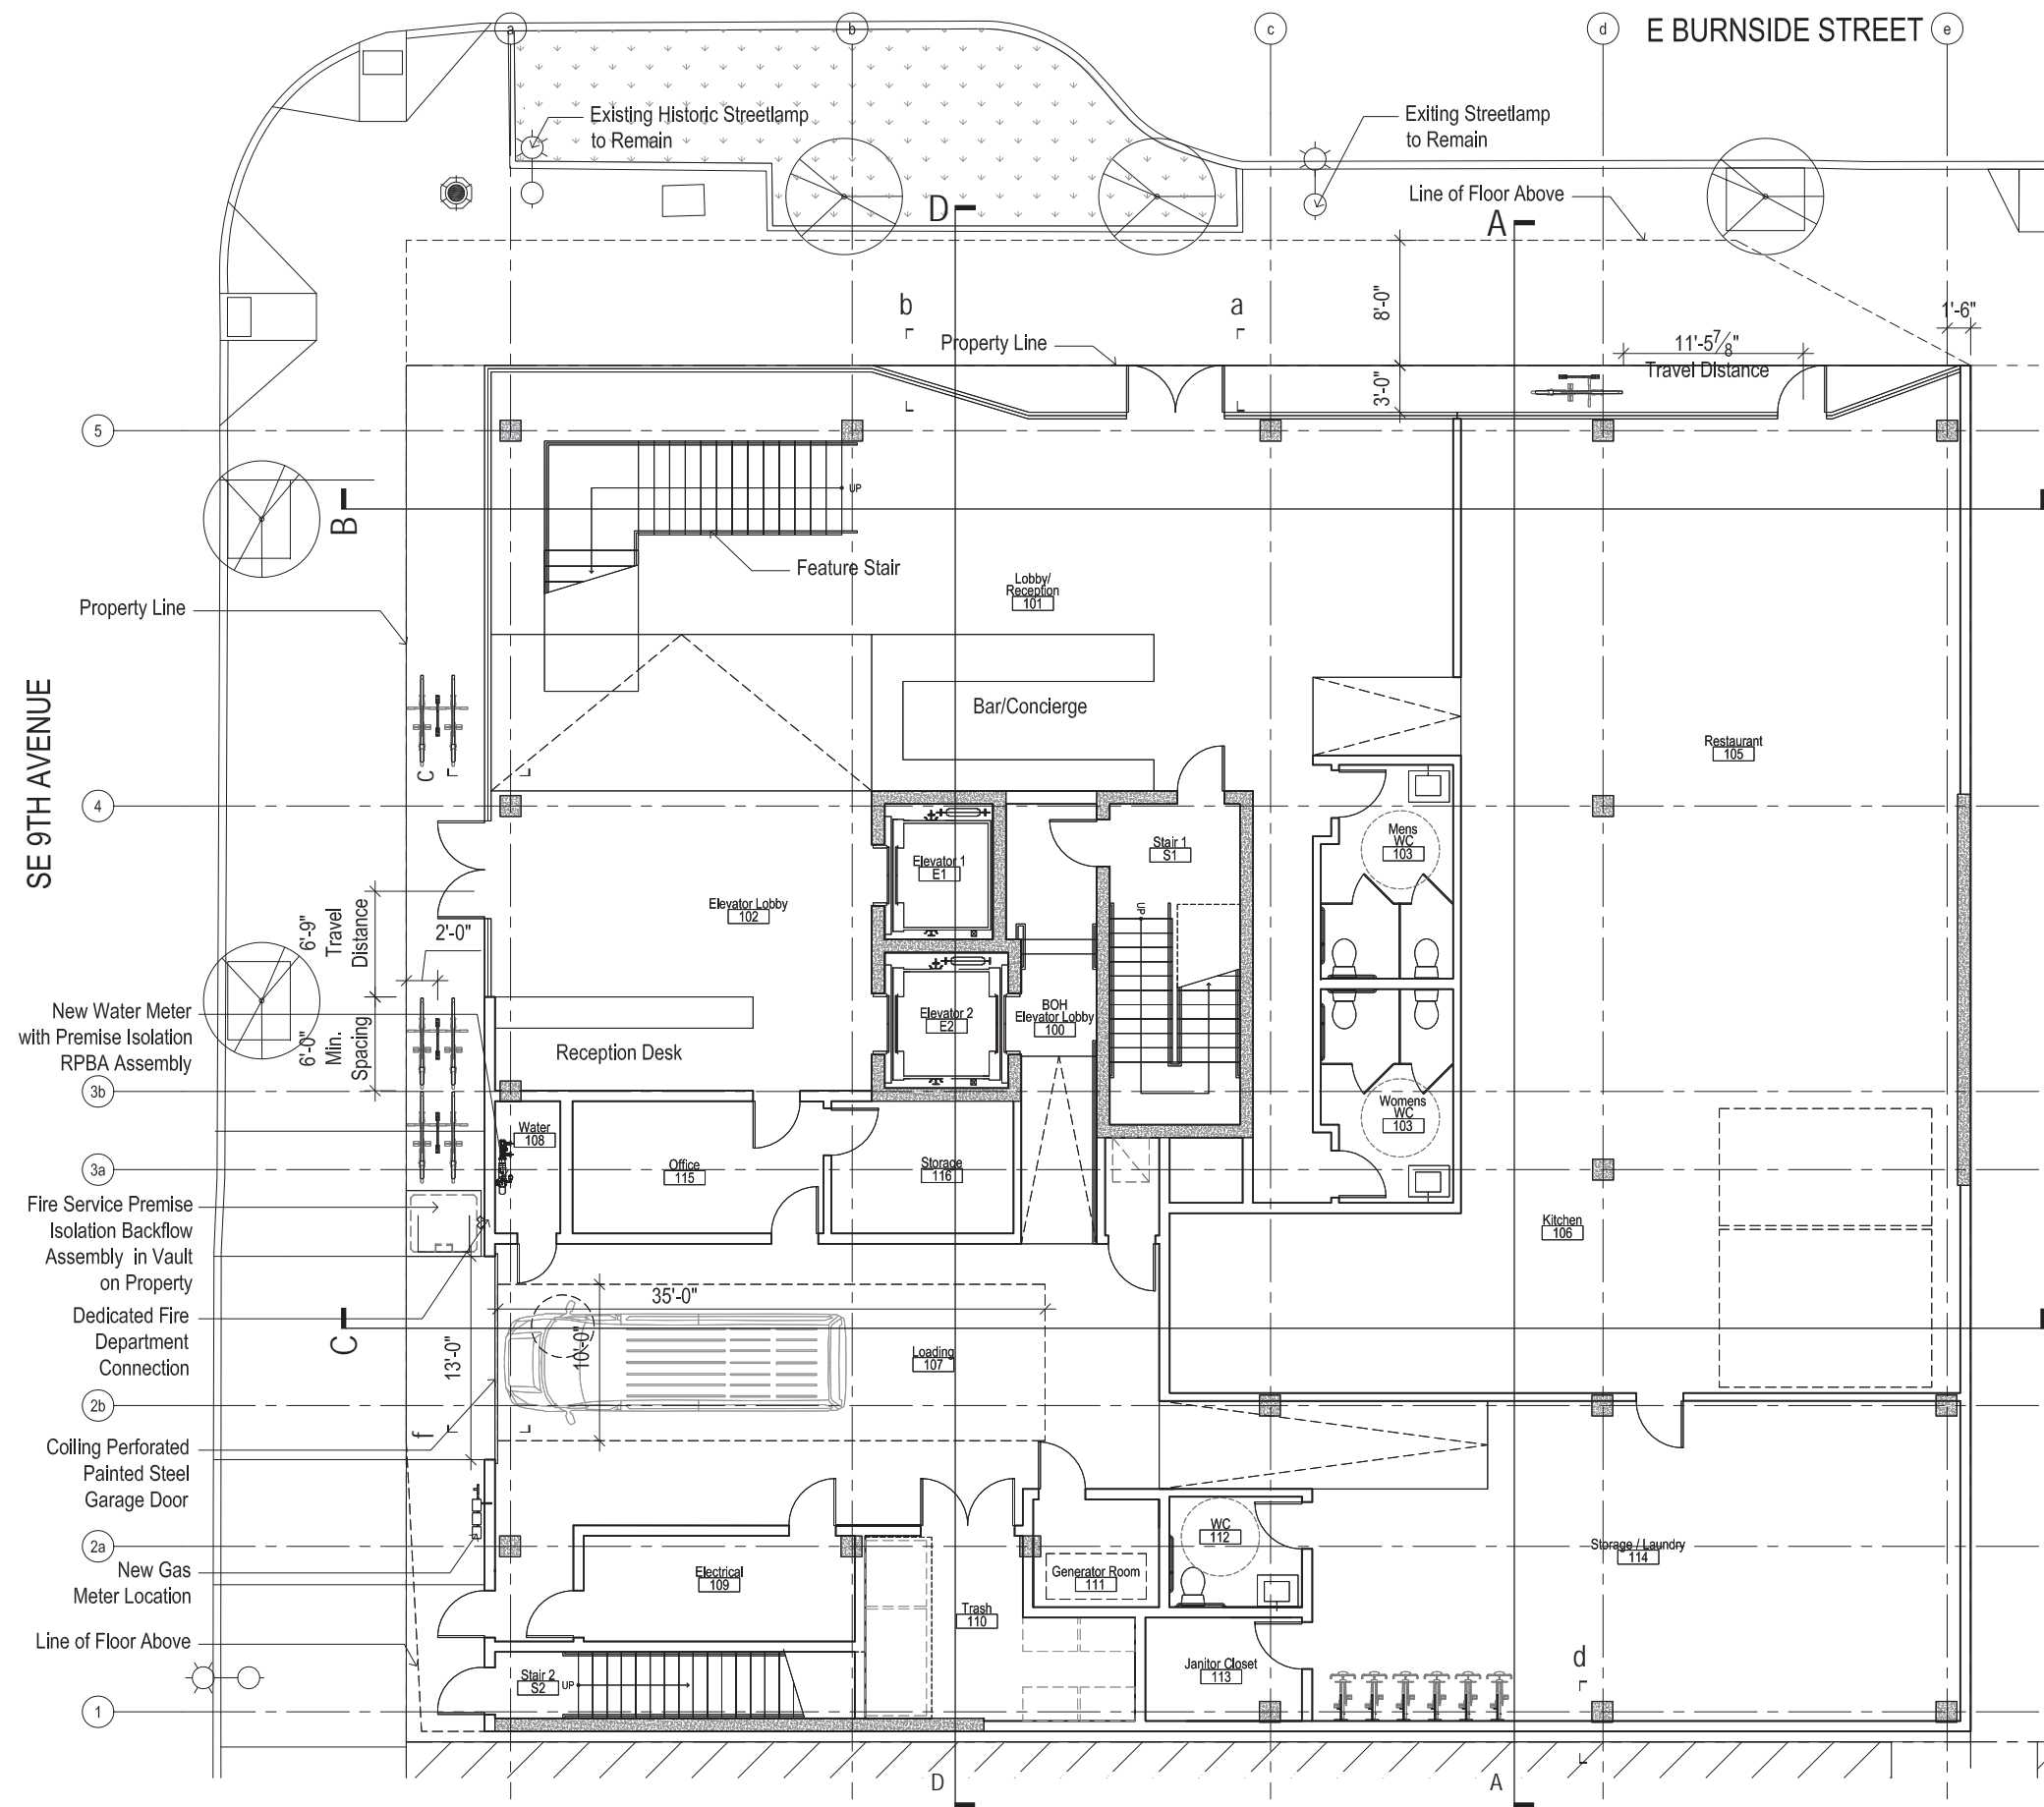 a
b
c
d
E BURNSIDE STREET
e
Existing Historic Streetlamp
to Remain
Exiting Streetlamp
to Remain
Line of Floor Above
D
A
b
a
8'-0"
1'-6"
Property Line
11'-5 7/8"
Travel Distance
3'-0"
5
UP
B
Feature Stair
Lobby/
Reception
101
Property Line
SE 9TH AVENUE
Bar/Concierge
Restaurant
105
C
4
Mens
WC
103
Stair 1
S1
Elevator 1
E1
Elevator Lobby
102
UP
6'-9"
Travel
Distance
2'-0"
New Water Meter
with Premise Isolation
RPBA Assembly
6'-0"
Min.
Spacing
Elevator 2
E2
BOH
Elevator Lobby
100
Reception Desk
3b
Womens
WC
103
Water
108
3a
Office
115
Storage
116
Fire Service Premise
Isolation Backflow
Assembly in Vault
on Property
Kitchen
106
35'-0"
Dedicated Fire
Department
Connection
C
13'-0"
10'-0"
Loading
107
2b
f
Coiling Perforated
Painted Steel
Garage Door
WC
112
2a
Storage / Laundry
114
New Gas
Meter Location
Electrical
109
Generator Room
111
Trash
110
Line of Floor Above
Stair 2
S2
UP
Janitor Closet
113
d
1
D
A